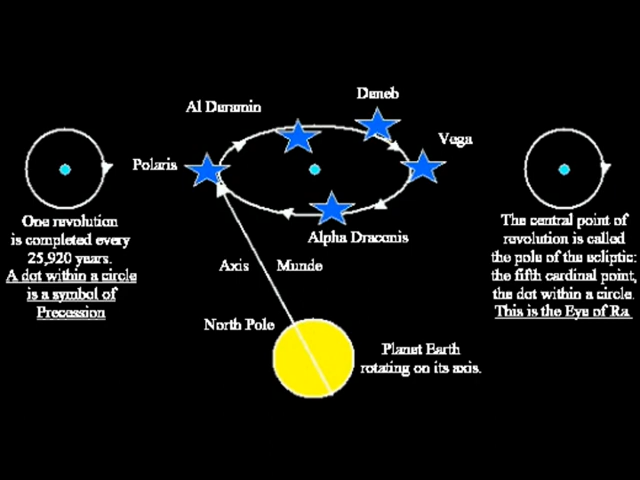 Deneb
Al Deramin
Vega
Polaris
Alpha Draconis
One revolution
is completed every
25,920 years.
A dot within a circle
is a symbol of
Precession
The central point of
revolution is called
the pole of the ecliptic:
the fifth cardinal point,
the dot within a circle.
This is the Eye of Ra
Axis Munde
North Pole
Planet Earth
rotating on its axis.